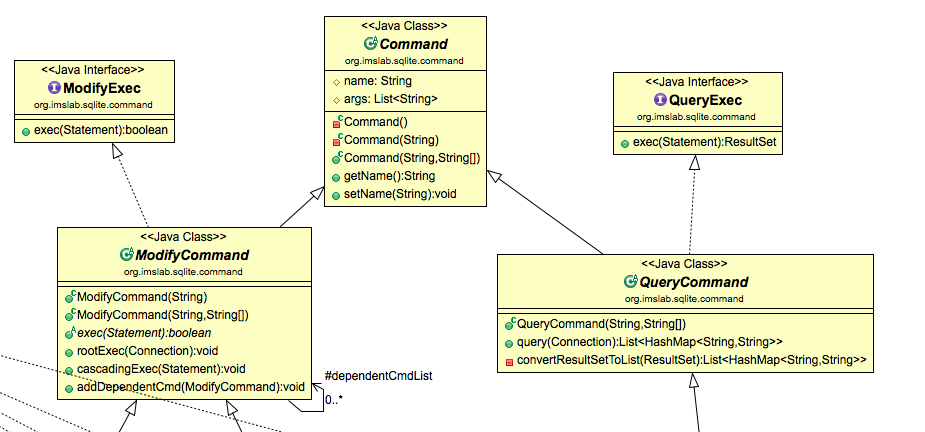 <<Java Class>>
Command
org.imslab.sqlite.command
name: String
args: List<String>
Command()
Command(String)
Command(String,String[])
getName():String
setName(String):void
<<Java Interface>>
ModifyExec
org.imslab.sqlite.command
exec(Statement):boolean
<<Java Interface>>
QueryExec
org.imslab.sqlite.command
exec(Statement):ResultSet
<<Java Class>>
ModifyCommand
org.imslab.sqlite.command
ModifyCommand(String)
ModifyCommand(String,String[])
exec(Statement):boolean
rootExec(Connection):void
cascadingExec(Statement):void
addDependentCmd(ModifyCommand):void
#dependentCmdList
0..*
<<Java Class>>
QueryCommand
org.imslab.sqlite.command
QueryCommand(String,String[])
query(Connection):List<HashMap<String,String>>
convertResultSetToList(ResultSet):List<HashMap<String,String>>